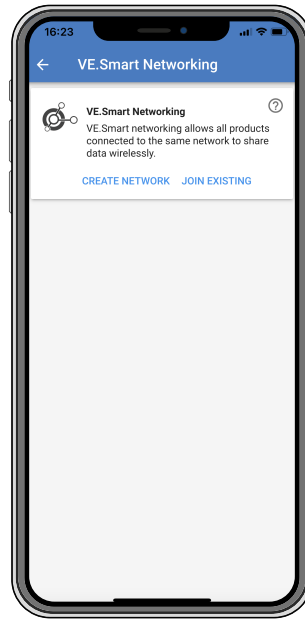 16:23
VE.Smart Networking
VE.Smart Networking
VE.Smart networking allows all products
connected to the same network to share
data wirelessly.
CREATE NETWORK JOIN EXISTING